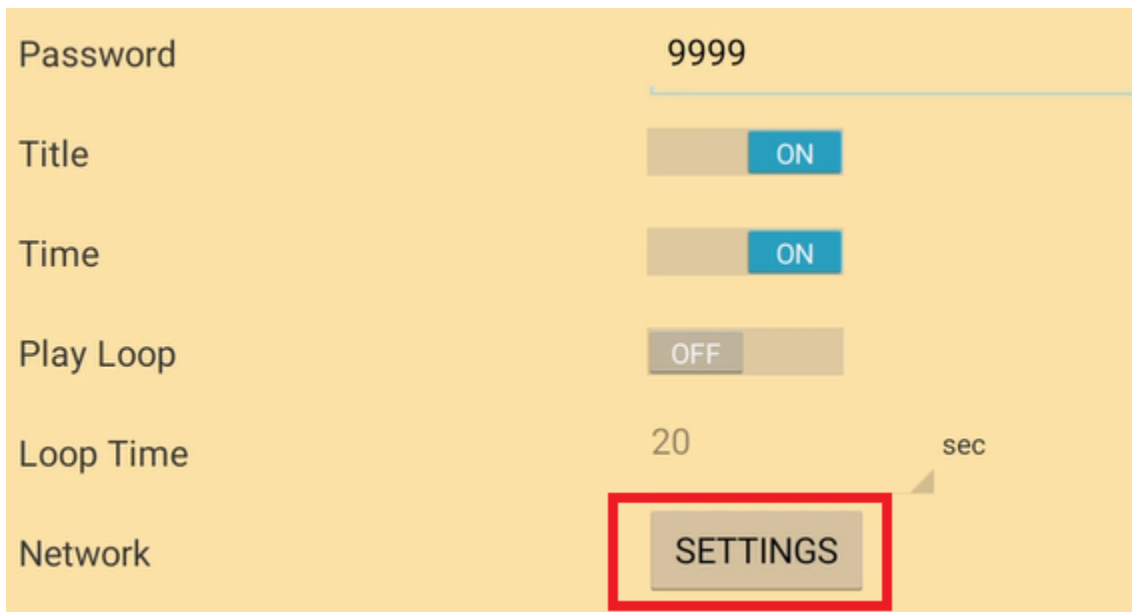 Password 9999
Title ON
Time ON
Play Loop OFF
Loop Time 20 sec
Network SETTINGS